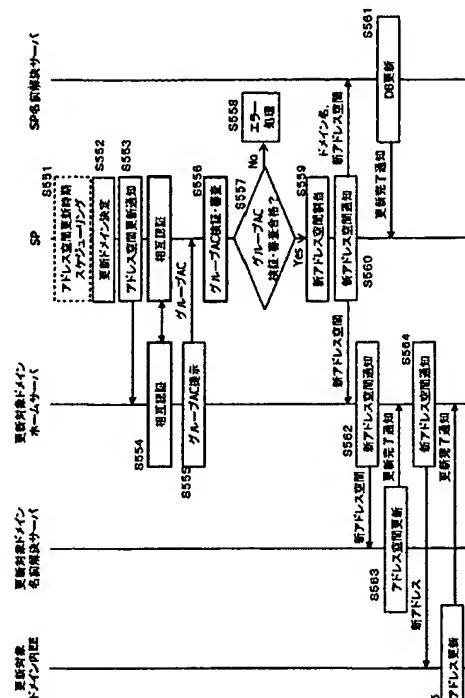 SP名前解決サーバ
SP
更新対象ドメイン
ホームサーバ
更新対象ドメイン
名前解決サーバ
更新対象
ドメイン内EE
S551
アドレス空間更新時期
スケジューリング
S552
更新ドメイン決定
S553
アドレス空間更新通知
相互認証
S554
相互認証
S555
グループAC提示
グループAC
S556
グループAC検証・審査
S557
グループAC
検証・審査合格?
No
S558
エラー
処理
Yes
S559
新アドレス空間割当
新アドレス空間通知
S560
ドメイン名、
新アドレス空間
S561
DB更新
更新完了通知
新アドレス空間
S562
新アドレス空間通知
新アドレス空間
S563
アドレス空間更新
更新完了通知
S564
新アドレス通知
新アドレス
アドレス更新
更新完了通知